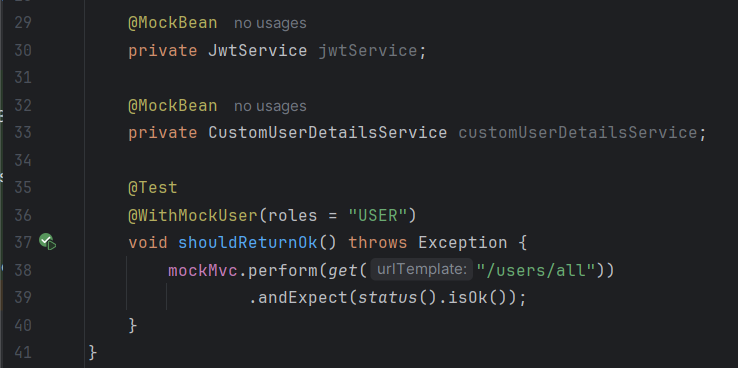 29 @MockBean no usages
30 private JwtService jwtService;
31
32 @MockBean no usages
33 private CustomUserDetailsService customUserDetailsService;
34
35 @Test
36 @WithMockUser(roles = "USER")
37 void shouldReturnOk() throws Exception {
38 mockMvc.perform(get( urlTemplate: "/users/all"))
39 .andExpect(status().isOk());
40 }
41 }